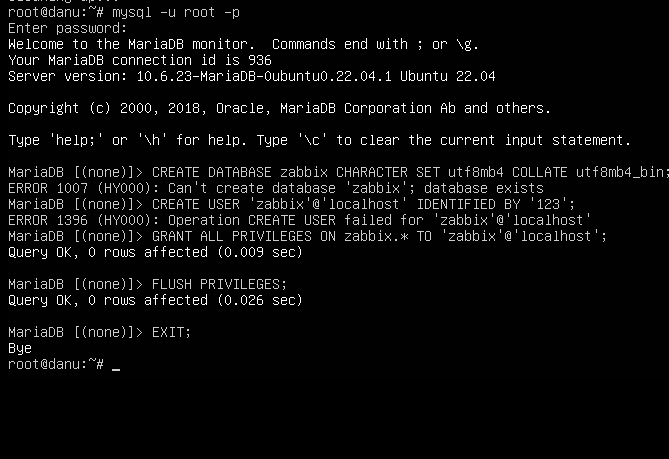 root@danu:~# mysql -u root -p
Enter password:
Welcome to the MariaDB monitor.  Commands end with ; or \g.
Your MariaDB connection id is 936
Server version: 10.6.23-MariaDB-0ubuntu0.22.04.1 Ubuntu 22.04
Copyright (c) 2000, 2018, Oracle, MariaDB Corporation Ab and others.
Type 'help;' or '\h' for help. Type '\c' to clear the current input statement.
MariaDB [(none)]> CREATE DATABASE zabbix CHARACTER SET utf8mb4 COLLATE utf8mb4_bin;
ERROR 1007 (HY000): Can't create database 'zabbix'; database exists
MariaDB [(none)]> CREATE USER 'zabbix'@'localhost' IDENTIFIED BY '123';
ERROR 1396 (HY000): Operation CREATE USER failed for 'zabbix'@'localhost'
MariaDB [(none)]> GRANT ALL PRIVILEGES ON zabbix.* TO 'zabbix'@'localhost';
Query OK, 0 rows affected (0.009 sec)
MariaDB [(none)]> FLUSH PRIVILEGES;
Query OK, 0 rows affected (0.026 sec)
MariaDB [(none)]> EXIT;
Bye
root@danu:~# _